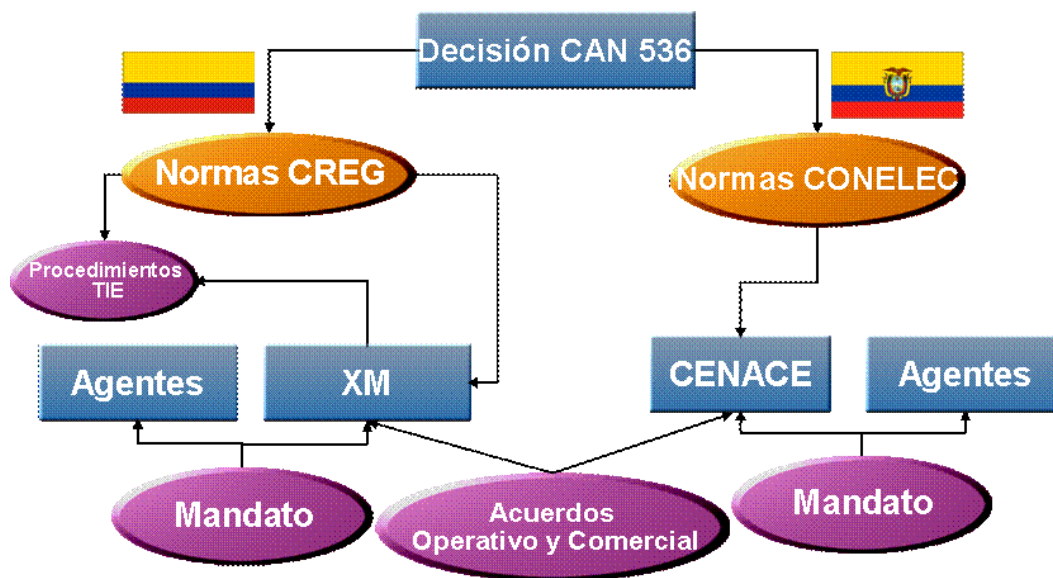 Decisión CAN 536
Normas CREG
Normas CONELEC
Procedimientos
TIE
Agentes
XM
CENACE
Agentes
Mandato
Acuerdos
Operativo y Comercial
Mandato